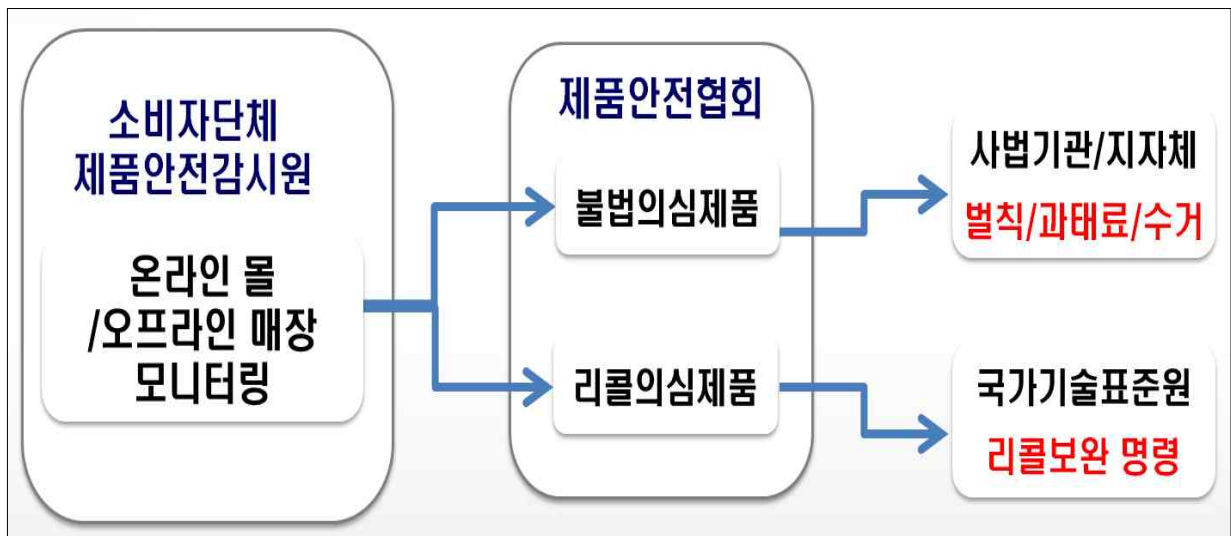 소비자단체
제품안전감시원
온라인 몰
/오프라인 매장
모니터링
제품안전협회
불법의심제품
리콜의심제품
사법기관/지자체
벌칙/과태료/수거
국가기술표준원
리콜보완 명령